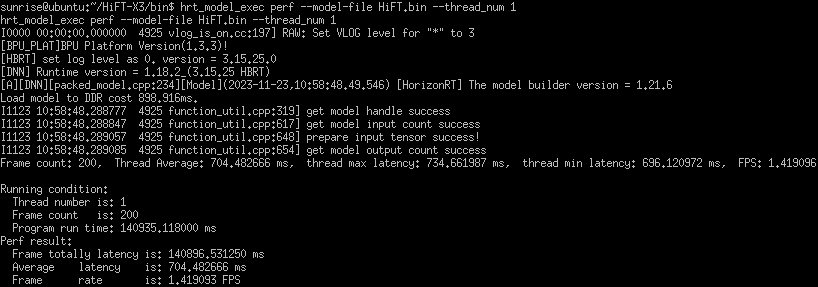 sunrise@ubuntu:~/HiFT-X3/bin$ hrt_model_exec perf --model-file HiFT.bin --thread_num 1
hrt_model_exec perf --model-file HiFT.bin --thread_num 1
I0000 00:00:00.000000  4925 vlog_is_on.cc:197] RAW: Set VLOG level for "*" to 3
[BPU_PLAT]BPU Platform Version(1.3.3)!
[HBRT] set log level as 0. version = 3.15.25.0
[DNN] Runtime version = 1.18.2_(3.15.25 HBRT)
[A][DNN][packed_model.cpp:234][Model](2023-11-23,10:58:48.49.546) [HorizonRT] The model builder version = 1.21.6
Load model to DDR cost 898.916ms.
I1123 10:58:48.288777  4925 function_util.cpp:319] get model handle success
I1123 10:58:48.288847  4925 function_util.cpp:617] get model input count success
I1123 10:58:48.289057  4925 function_util.cpp:648] prepare input tensor success!
I1123 10:58:48.289085  4925 function_util.cpp:654] get model output count success
Frame count: 200,  Thread Average: 704.482666 ms,  thread max latency: 734.661987 ms,  thread min latency: 696.120972 ms,  FPS: 1.419096
Running condition:
  Thread number is: 1
  Frame count   is: 200
  Program run time: 140935.118000 ms
Perf result:
  Frame totally latency is: 140896.531250 ms
  Average    latency    is: 704.482666 ms
  Frame      rate       is: 1.419093 FPS